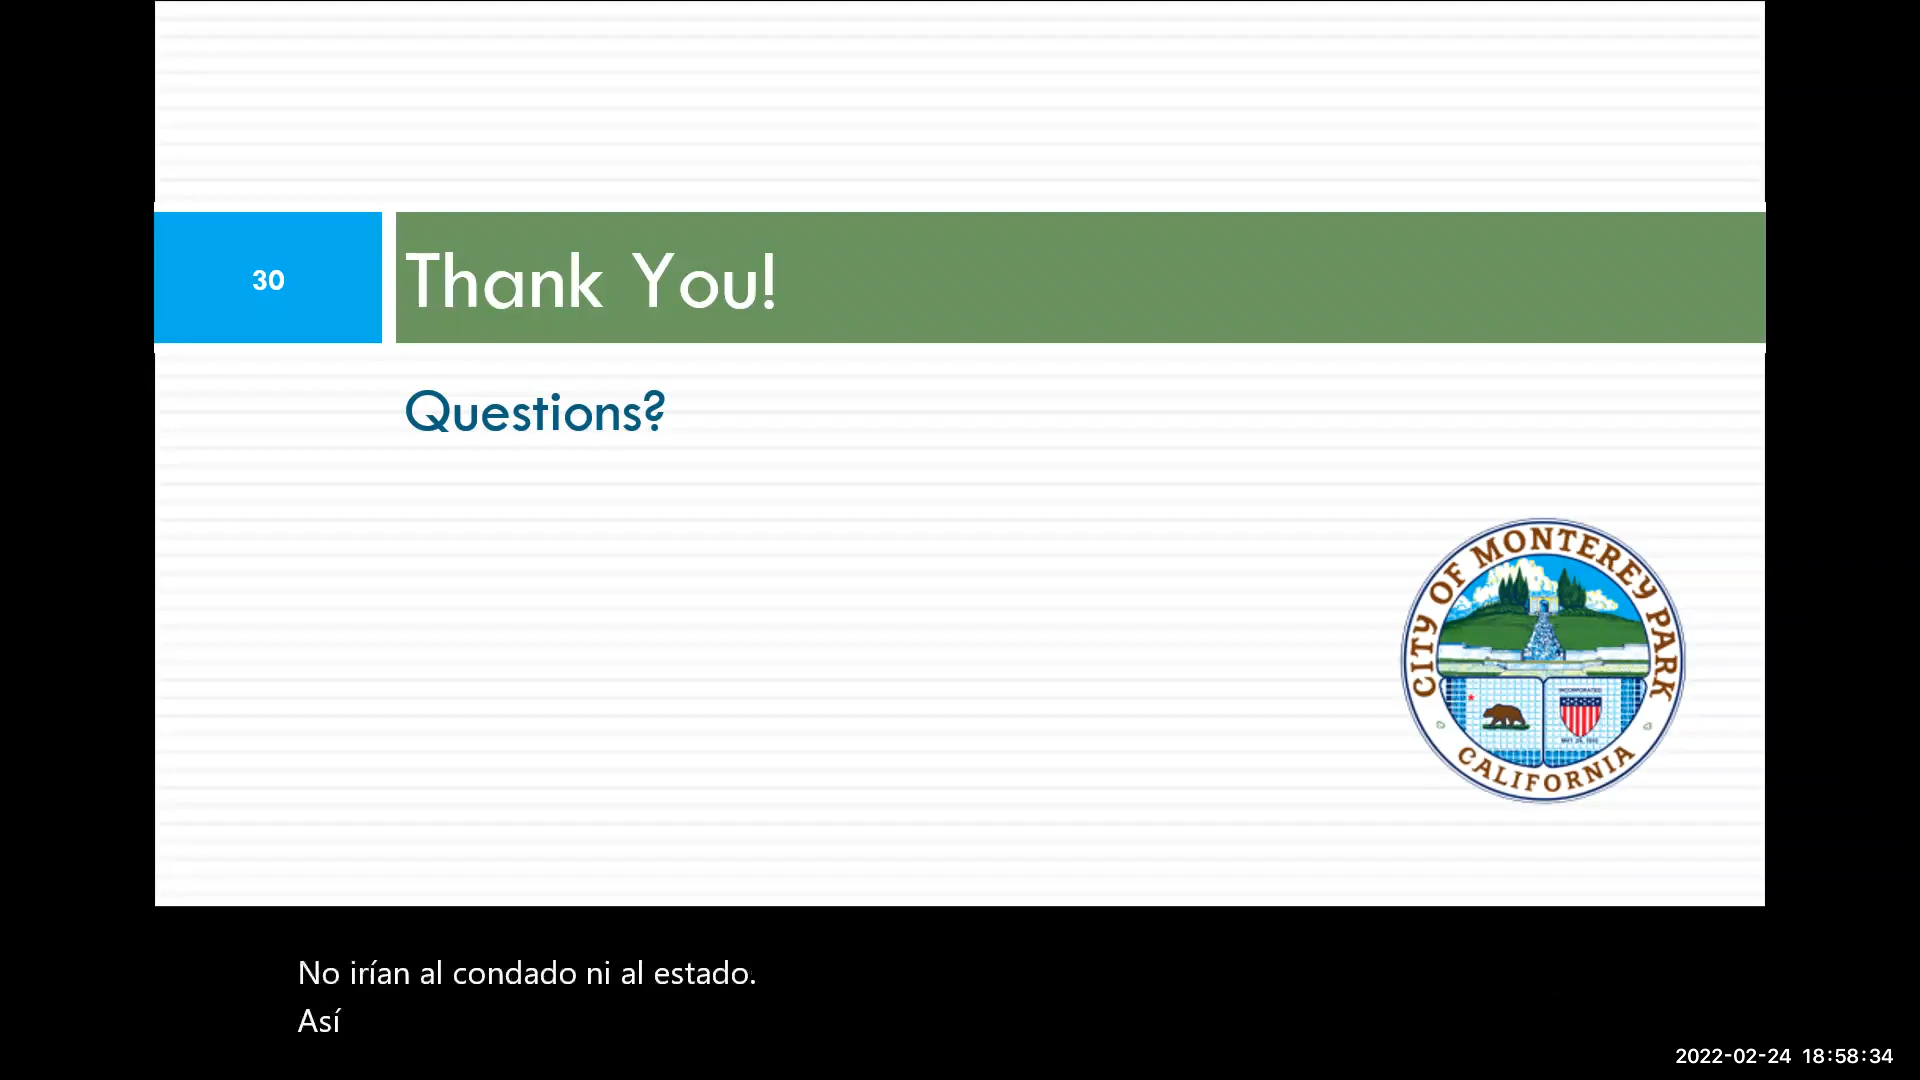 30
Thank You!
Questions?
CITY OF MONTEREY PARK
INCORPORATED
CALIFORNIA
No irían al condado ni al estado.
Así
2022-02-24 18:58:34